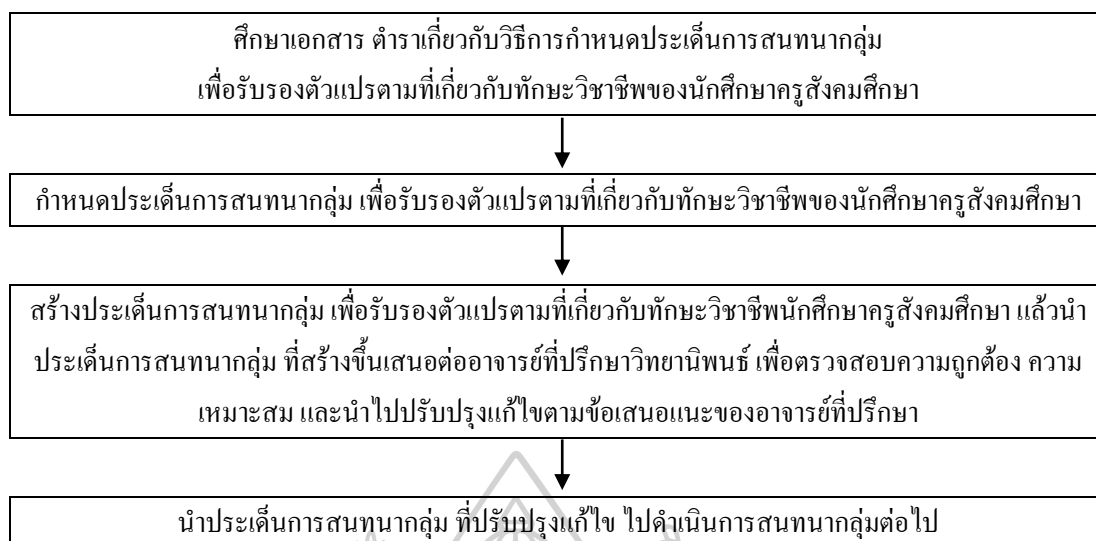 ศึกษาเอกสาร ตำราเกี่ยวกับวิธีการกำหนดประเด็นการสนทนากลุ่ม
เพื่อรับรองตัวแปรตามที่เกี่ยวกับทักษะวิชาชีพของนักศึกษาครูสังคมศึกษา
กำหนดประเด็นการสนทนากลุ่ม เพื่อรับรองตัวแปรตามที่เกี่ยวกับทักษะวิชาชีพของนักศึกษาครูสังคมศึกษา
สร้างประเด็นการสนทนากลุ่ม เพื่อรับรองตัวแปรตามที่เกี่ยวกับทักษะวิชาชีพนักศึกษาครูสังคมศึกษา แล้วนำ
ประเด็นการสนทนากลุ่ม ที่สร้างขึ้นเสนอต่ออาจารย์ที่ปรึกษาวิทยานิพนธ์ เพื่อตรวจสอบความถูกต้อง ความ
เหมาะสม และนำไปปรับปรุงแก้ไขตามข้อเสนอแนะของอาจารย์ที่ปรึกษา
นำประเด็นการสนทนากลุ่ม ที่ปรับปรุงแก้ไข ไปดำเนินการสนทนากลุ่มต่อไป